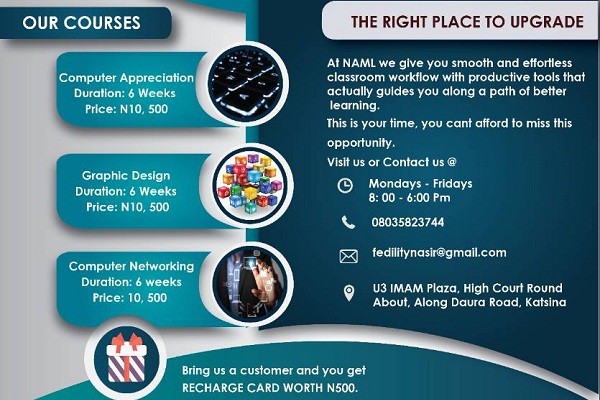 OUR COURSES
Computer Appreciation
Duration: 6 Weeks
Price: N10, 500
Graphic Design
Duration: 6 Weeks
Price: N10, 500
Computer Networking
Duration: 6 weeks
Price: 10, 500
THE RIGHT PLACE TO UPGRADE
At NAML we give you smooth and effortless
classroom workflow with productive tools that
actually guides you along a path of better
learning.
This is your time, you cant afford to miss this
opportunity.
Visit us or Contact us @
Mondays - Fridays
8: 00 - 6:00 Pm
08035823744
fedilitynasir@gmail.com
U3 IMAM Plaza, High Court Round
About, Along Daura Road, Katsina
Bring us a customer and you get
RECHARGE CARD WORTH N500.